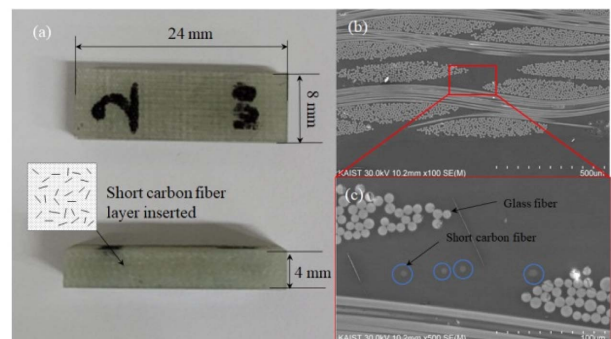 (a)
24 mm
8 mm
2
Short carbon fiber
layer inserted
4 mm
(b)
KAIST 30.0kV 10.2mm x100 SE(M)
500um
(c)
Glass fiber
Short carbon fiber
KAIST 30.0kV 10.2mm x500 SE(M)
100um